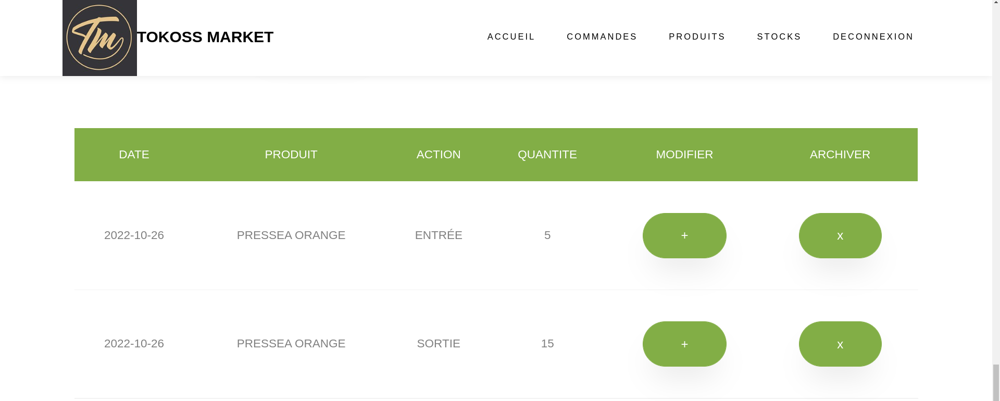 Tm
TOKOSS MARKET
ACCUEIL COMMANDES PRODUITS STOCKS DECONNEXION
DATE PRODUIT ACTION QUANTITE MODIFIER ARCHIVER
2022-10-26 PRESSEA ORANGE ENTRÉE 5 + x
2022-10-26 PRESSEA ORANGE SORTIE 15 + x